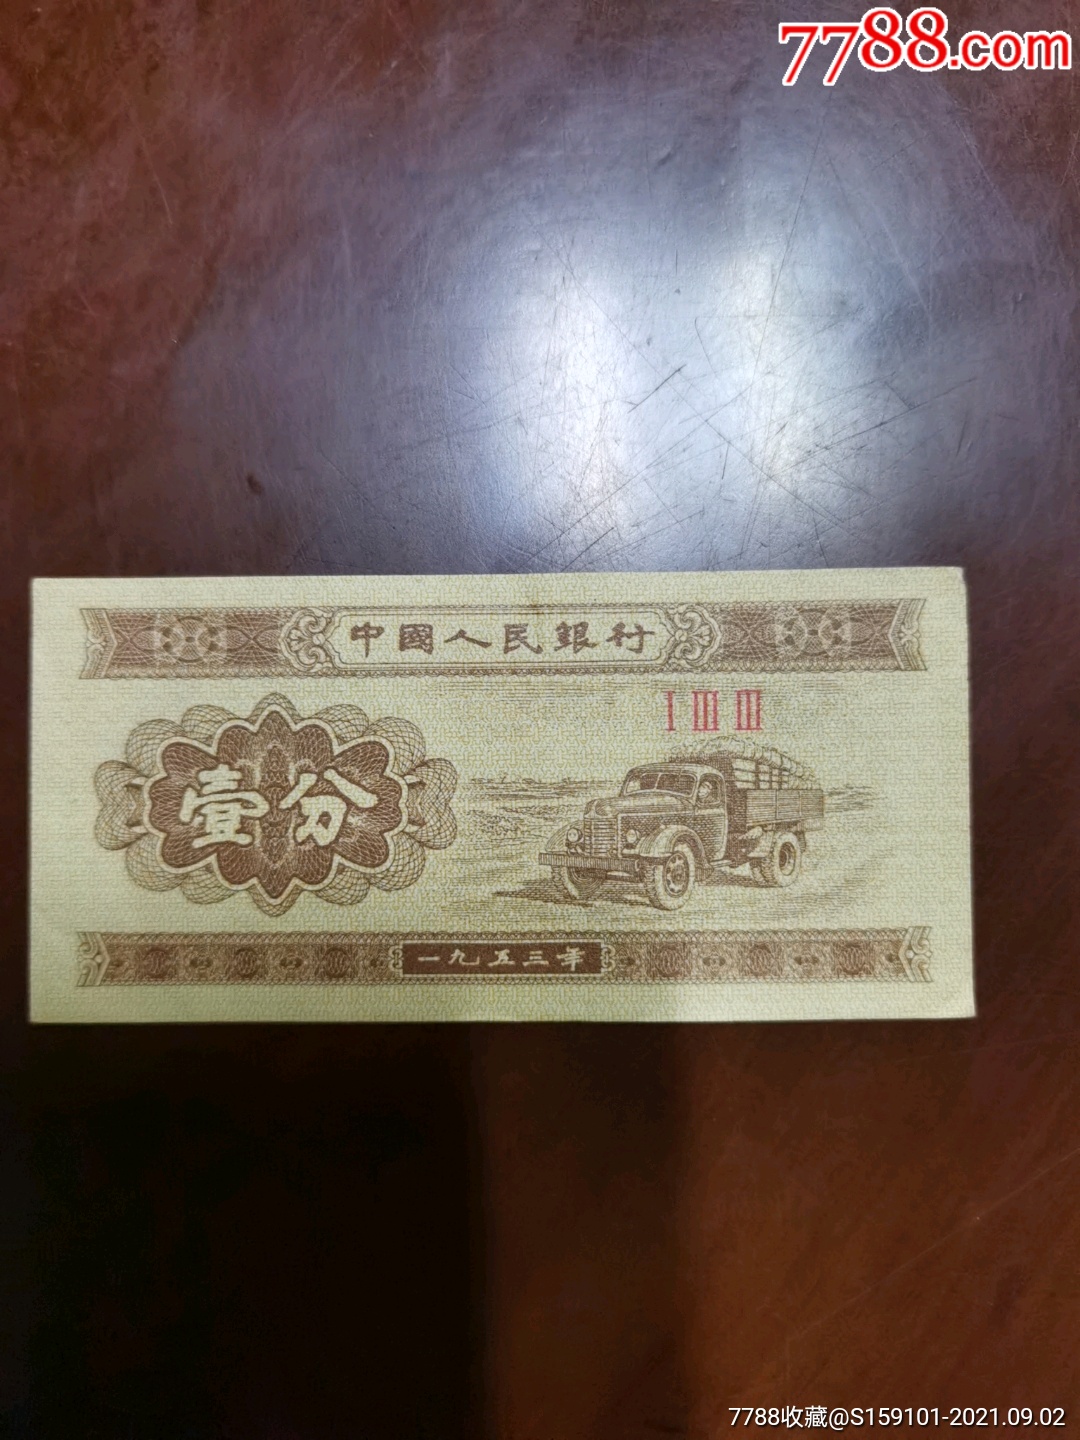 7788.com
中國人民銀行
I III III
壹分
一九五三年
7788收藏@S159101-2021.09.02